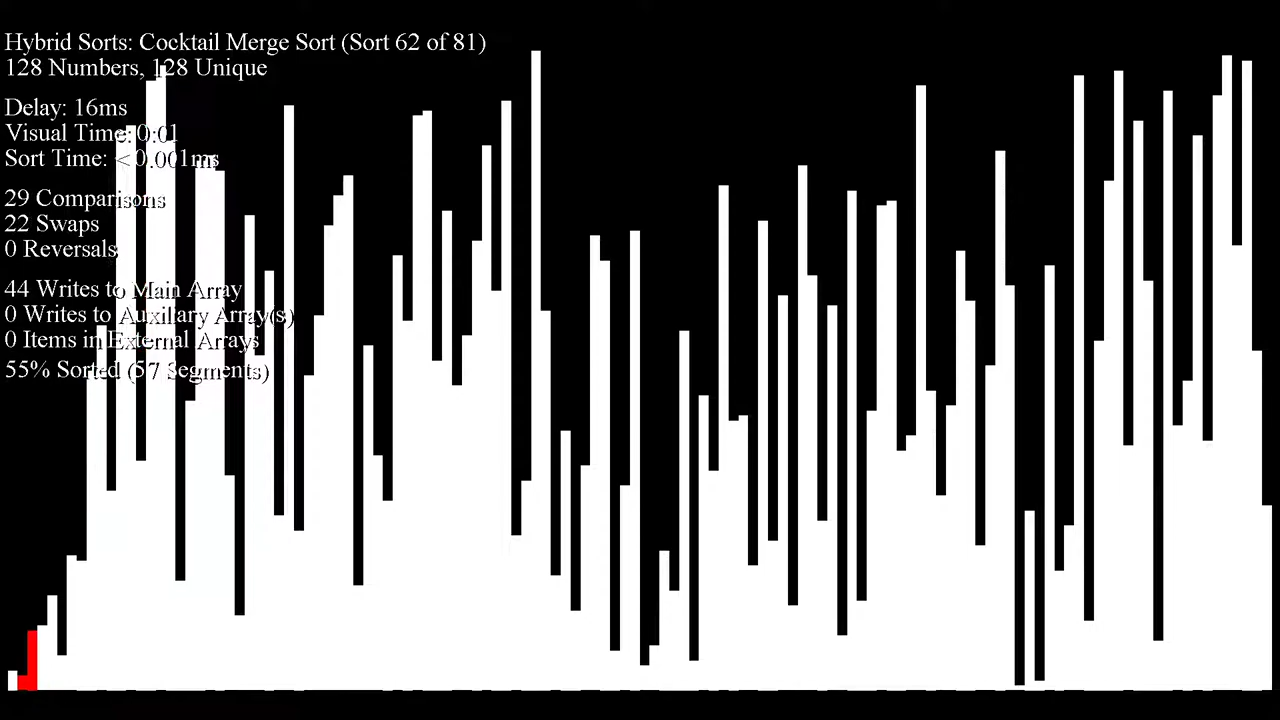 Hybrid Sorts: Cocktail Merge Sort (Sort 62 of 81)
128 Numbers, 128 Unique
Delay: 16ms
Visual Time: 0:01
Sort Time: < 0.001ms
29 Comparisons
22 Swaps
0 Reversals
44 Writes to Main Array
0 Writes to Auxiliary Array(s)
0 Items in External Arrays
55% Sorted (57 Segments)